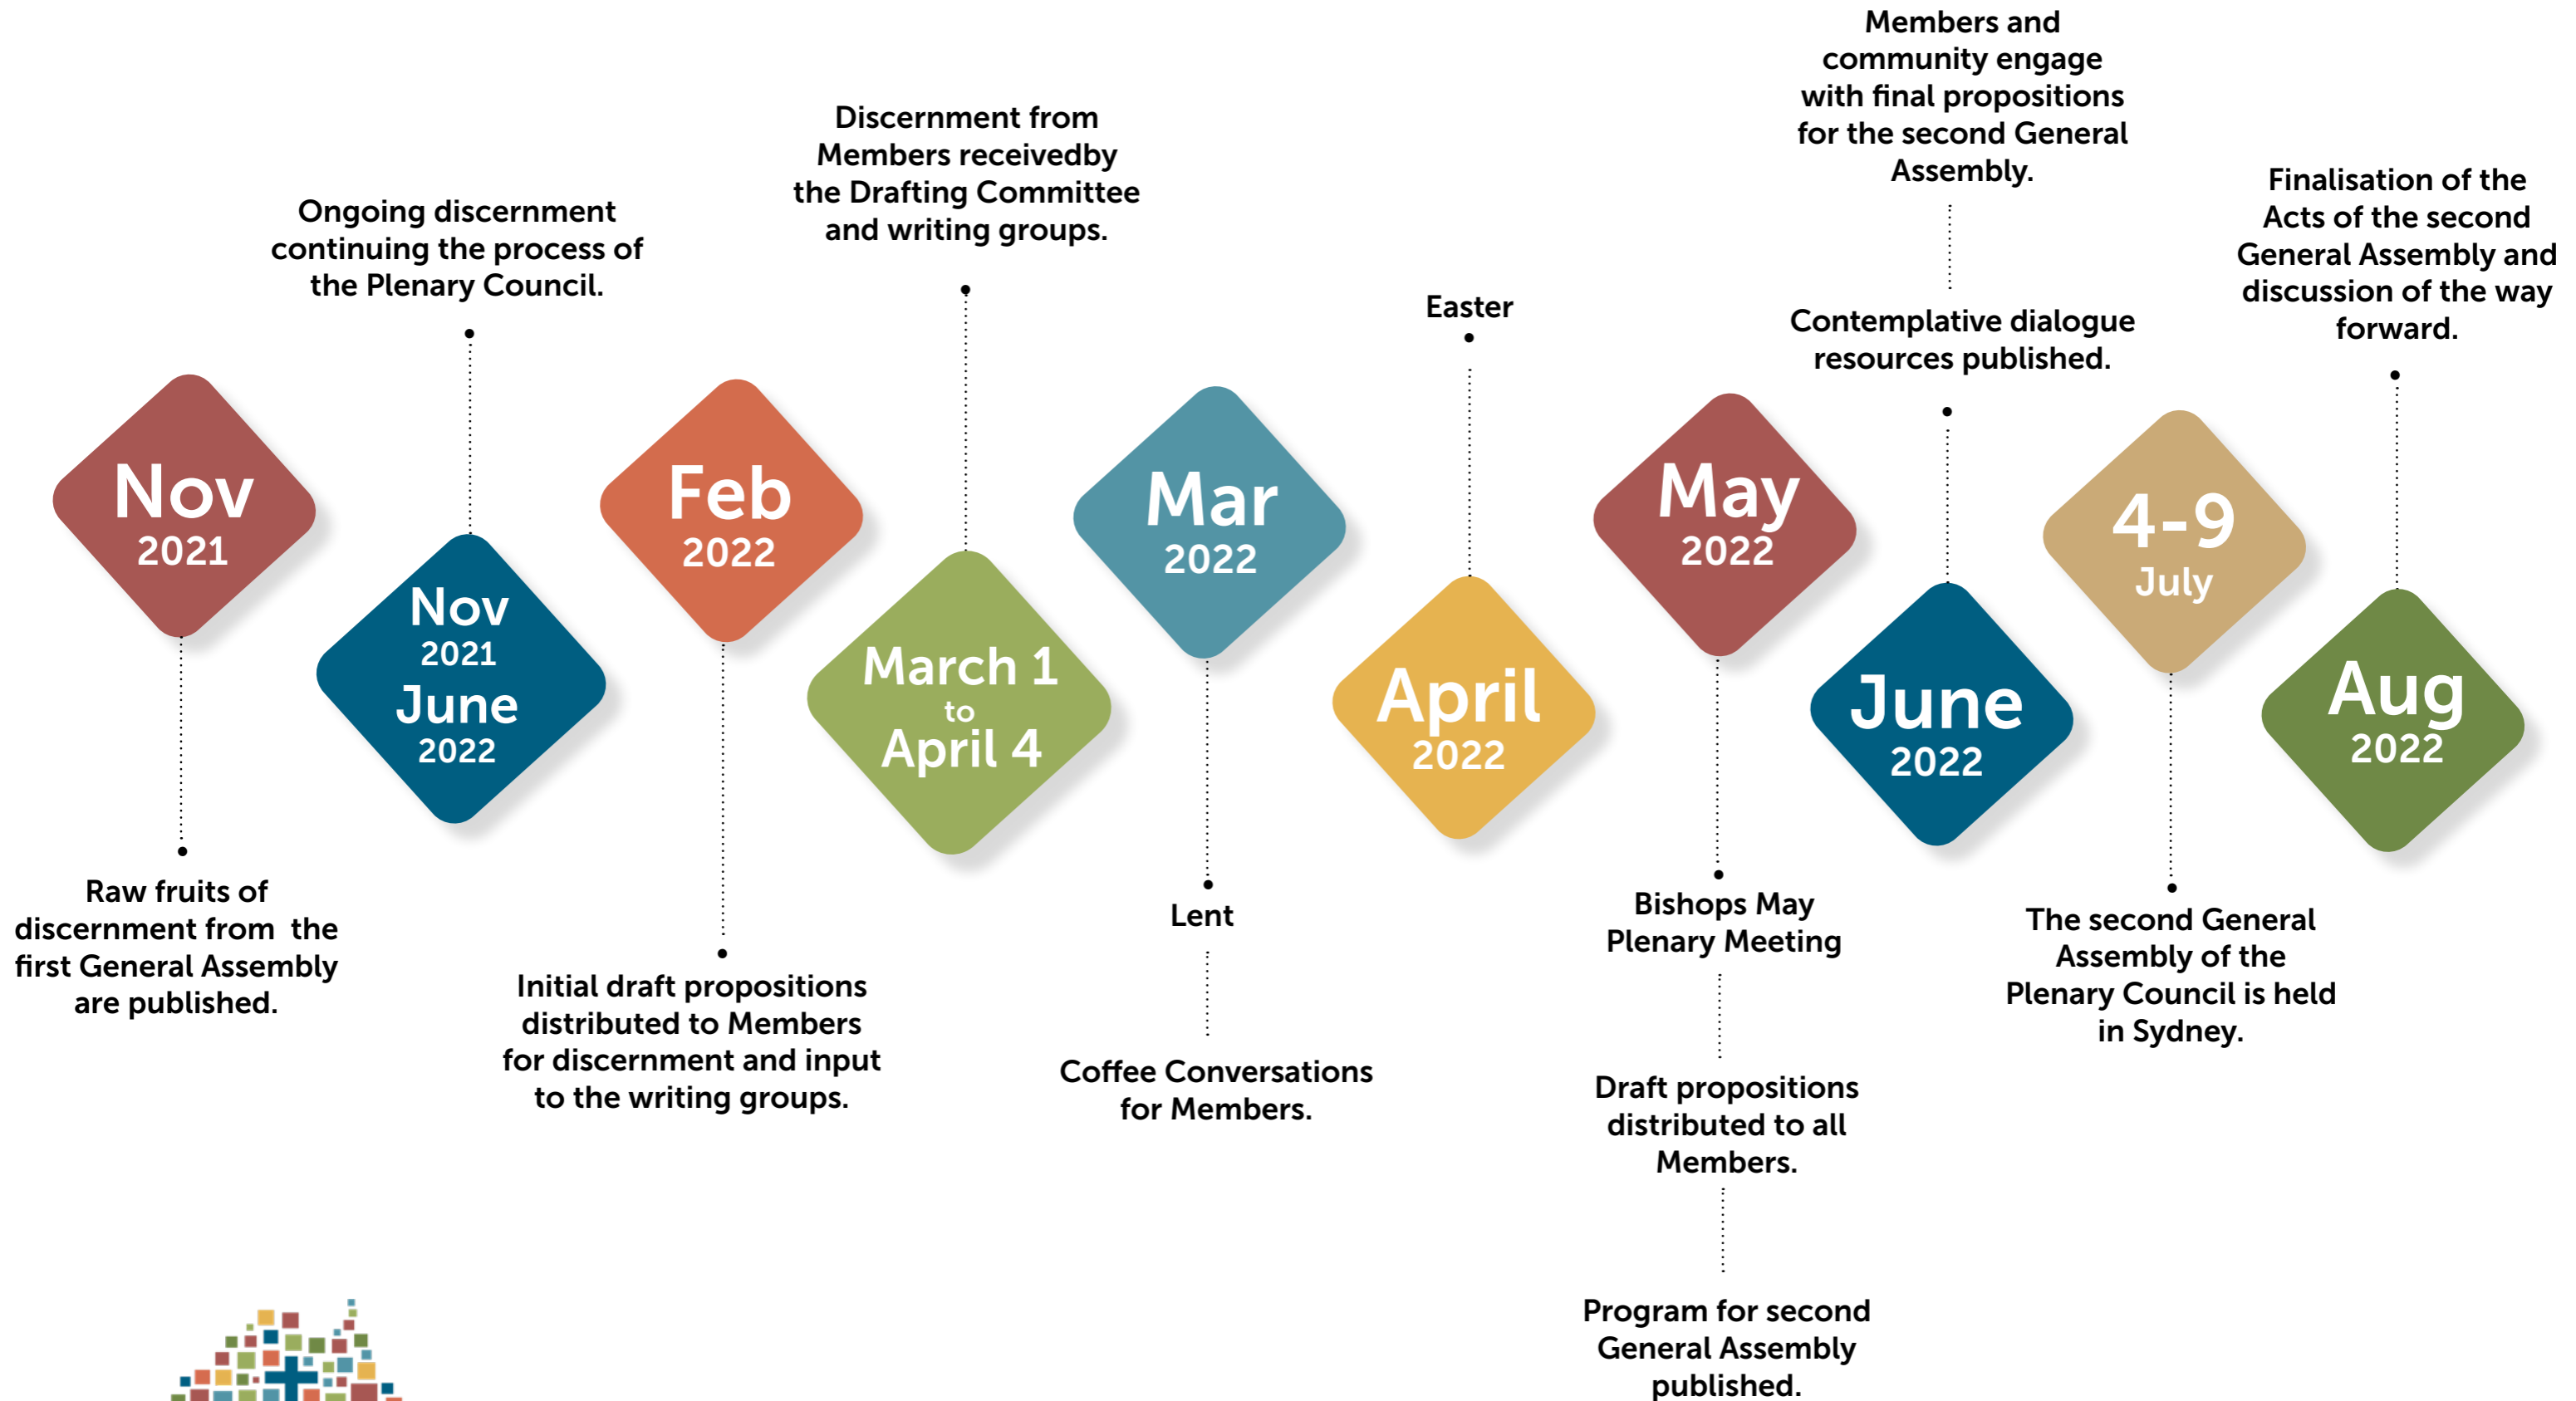 Nov
2021
Raw fruits of
discernment from the
first General Assembly
are published.
Ongoing discernment
continuing the process of
the Plenary Council.
Nov
2021
June
2022
Feb
2022
Initial draft propositions
distributed to Members
for discernment and input
to the writing groups.
Discernment from
Members receivedby
the Drafting Committee
and writing groups.
March 1
to
April 4
Mar
2022
Lent
Coffee Conversations
for Members.
Easter
April
2022
May
2022
Bishops May
Plenary Meeting
Draft propositions
distributed to all
Members.
Program for second
General Assembly
published.
Members and
community engage
with final propositions
for the second General
Assembly.
Contemplative dialogue
resources published.
June
2022
4-9
July
The second General
Assembly of the
Plenary Council is held
in Sydney.
Finalisation of the
Acts of the second
General Assembly and
discussion of the way
forward.
Aug
2022